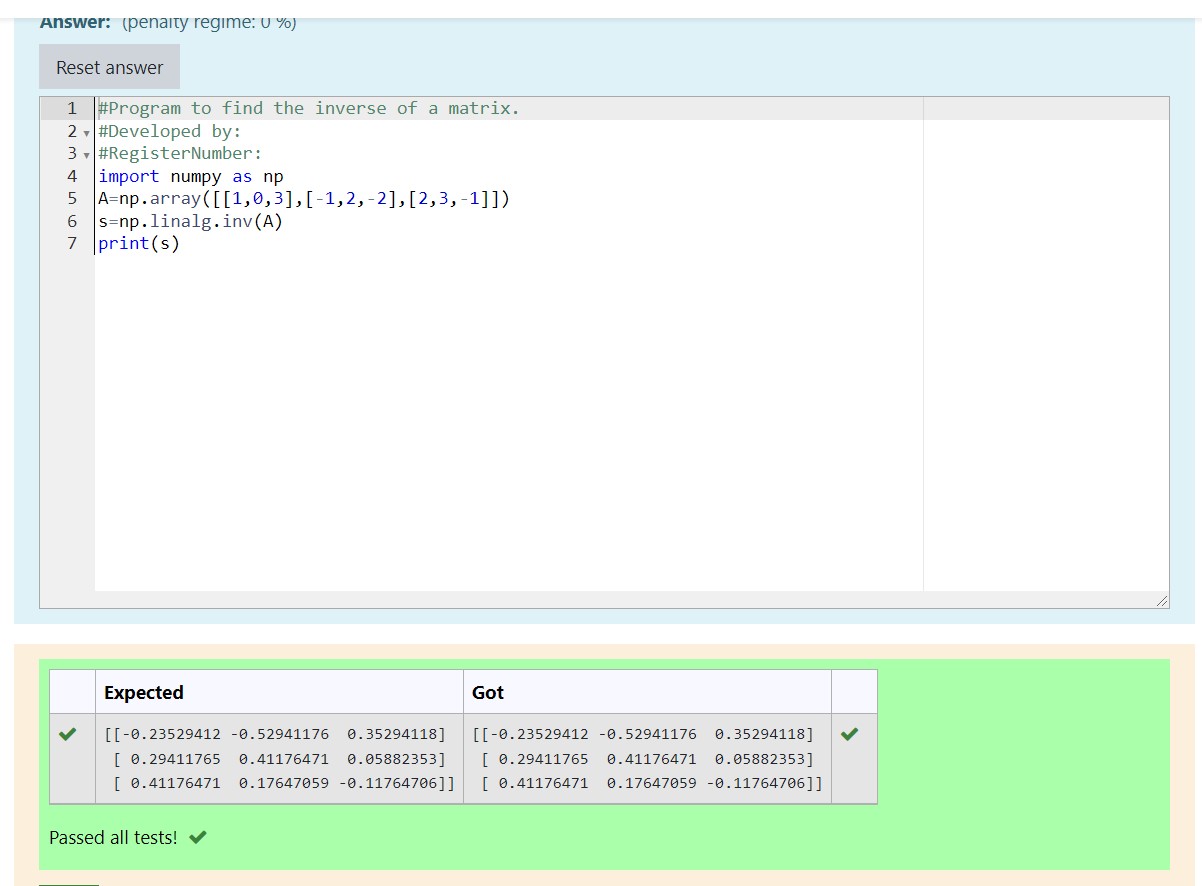 Answer: (penalty regime: 0 %)
Reset answer
1 #Program to find the inverse of a matrix.
2 #Developed by:
3 #RegisterNumber:
4 import numpy as np
5 A=np.array([[1,0,3],[-1,2,-2],[2,3,-1]])
6 s=np.linalg.inv(A)
7 print(s)
Expected Got
[[-0.23529412 -0.52941176  0.35294118] [[-0.23529412 -0.52941176  0.35294118]
[ 0.29411765  0.41176471  0.05882353] [ 0.29411765  0.41176471  0.05882353]
[ 0.41176471  0.17647059 -0.11764706]] [ 0.41176471  0.17647059 -0.11764706]]
Passed all tests!